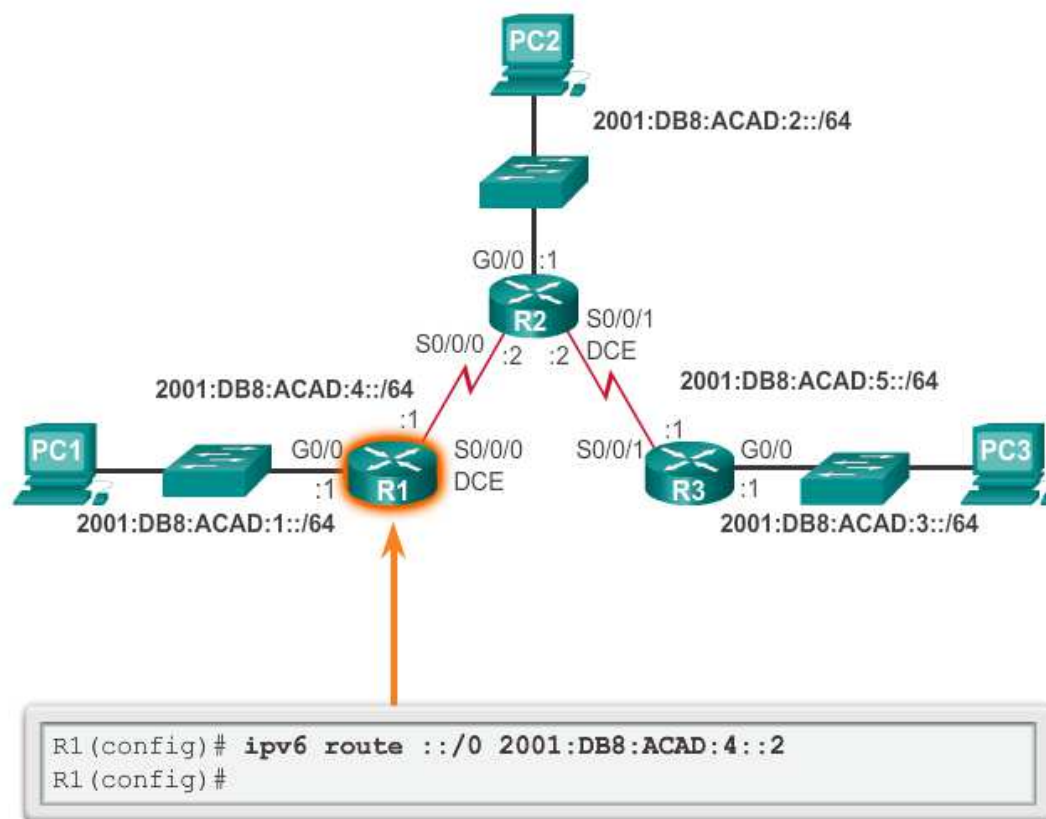 PC2
2001:DB8:ACAD:2::/64
G0/0 :1
R2
S0/0/1
DCE
S0/0/0
:2 :2
2001:DB8:ACAD:4::/64
2001:DB8:ACAD:5::/64
:1
:1
PC1
G0/0
S0/0/0
DCE
:1
R1
S0/0/1
R3
G0/0
:1
PC3
2001:DB8:ACAD:1::/64
2001:DB8:ACAD:3::/64
R1(config)# ipv6 route ::/0 2001:DB8:ACAD:4::2
R1(config)#